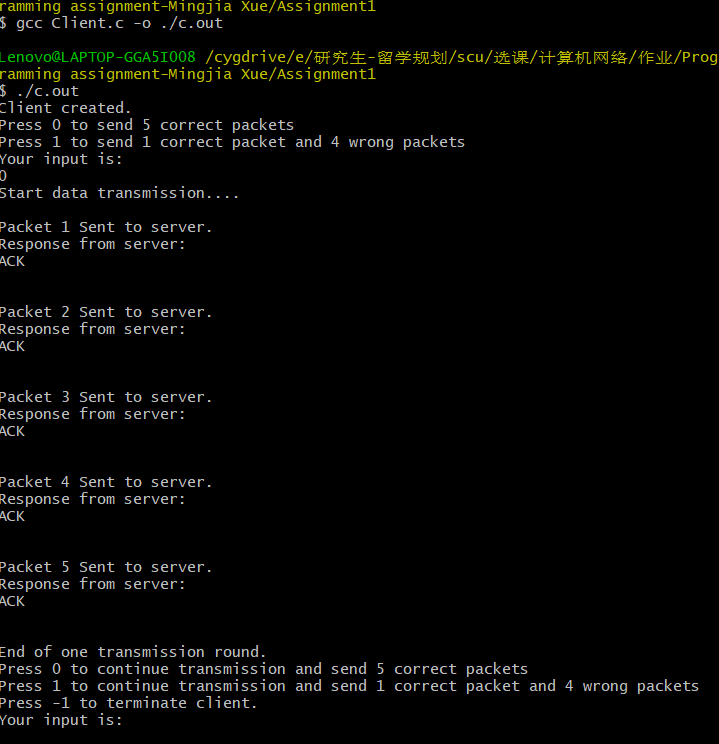 ramming assignment-Mingjia Xue/Assignment1
$ gcc Client.c -o ./c.out
Lenovo@LAPTOP-GGA5IOO8 /cygdrive/e/研究生-留学规划/scu/选课/计算机网络/作业/Prog
ramming assignment-Mingjia Xue/Assignment1
$ ./c.out
Client created.
Press 0 to send 5 correct packets
Press 1 to send 1 correct packet and 4 wrong packets
Your input is:
0
Start data transmission....
Packet 1 Sent to server.
Response from server:
ACK
Packet 2 Sent to server.
Response from server:
ACK
Packet 3 Sent to server.
Response from server:
ACK
Packet 4 Sent to server.
Response from server:
ACK
Packet 5 Sent to server.
Response from server:
ACK
End of one transmission round.
Press 0 to continue transmission and send 5 correct packets
Press 1 to continue transmission and send 1 correct packet and 4 wrong packets
Press -1 to terminate client.
Your input is: